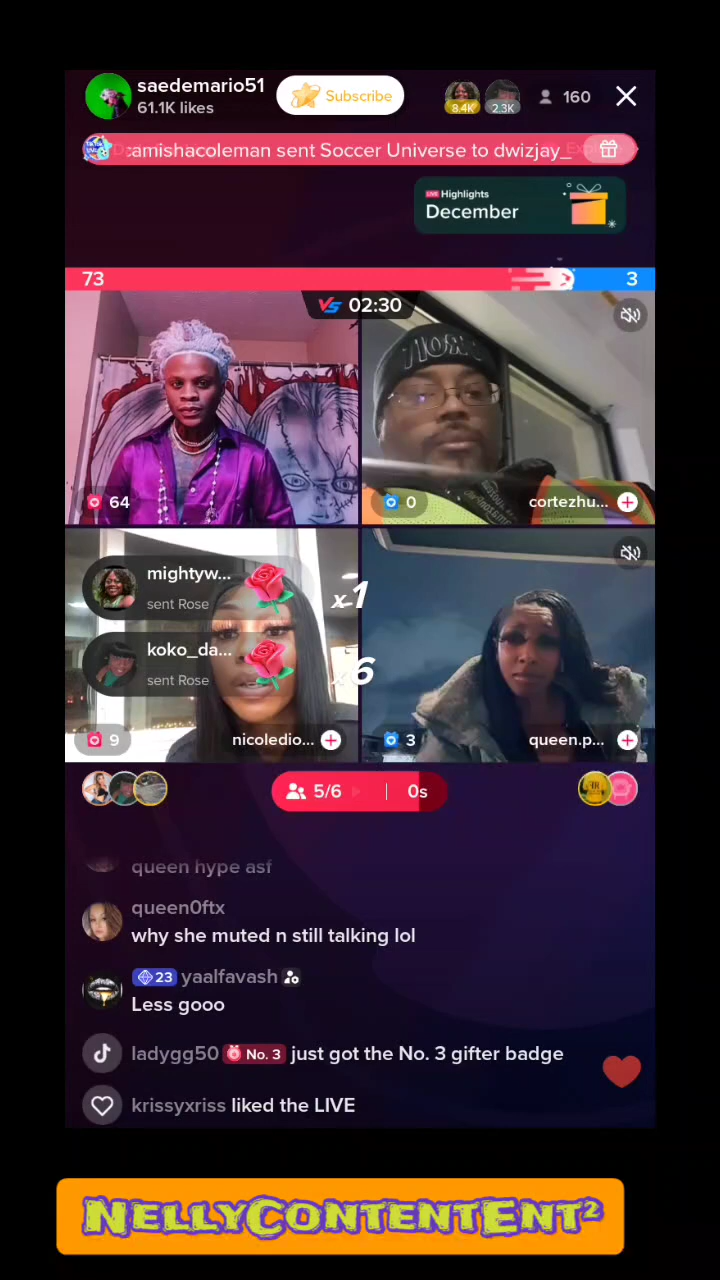 saedemario51
61.1K likes
Subscribe
8.4K
2.3K
160
amishacoleman sent Soccer Universe to dwizjay_
LIVE Highlights
December
73
3
VS 02:30
64
0
cortezhu...
mightyw...
sent Rose
x1
koko_da...
sent Rose
x6
9
nicoledio...
3
queen.p...
5/6
0s
queen hype asf
queen0ftx
why she muted n still talking lol
23 yaalfavash
Less gooo
ladygg50 No. 3 just got the No. 3 gifter badge
krissyxriss liked the LIVE
NELLYCONTENTENT²